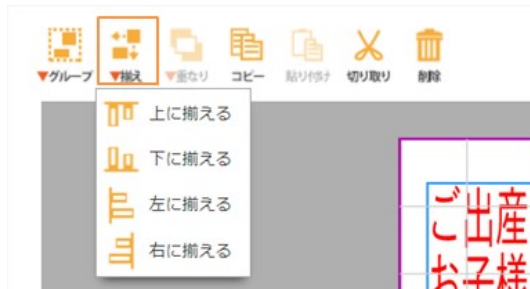 ▼グループ ▼揃え ▼重なり コピー 貼り付け 切り取り 削除
上に揃える
下に揃える
左に揃える
右に揃える
ご出産
お子様